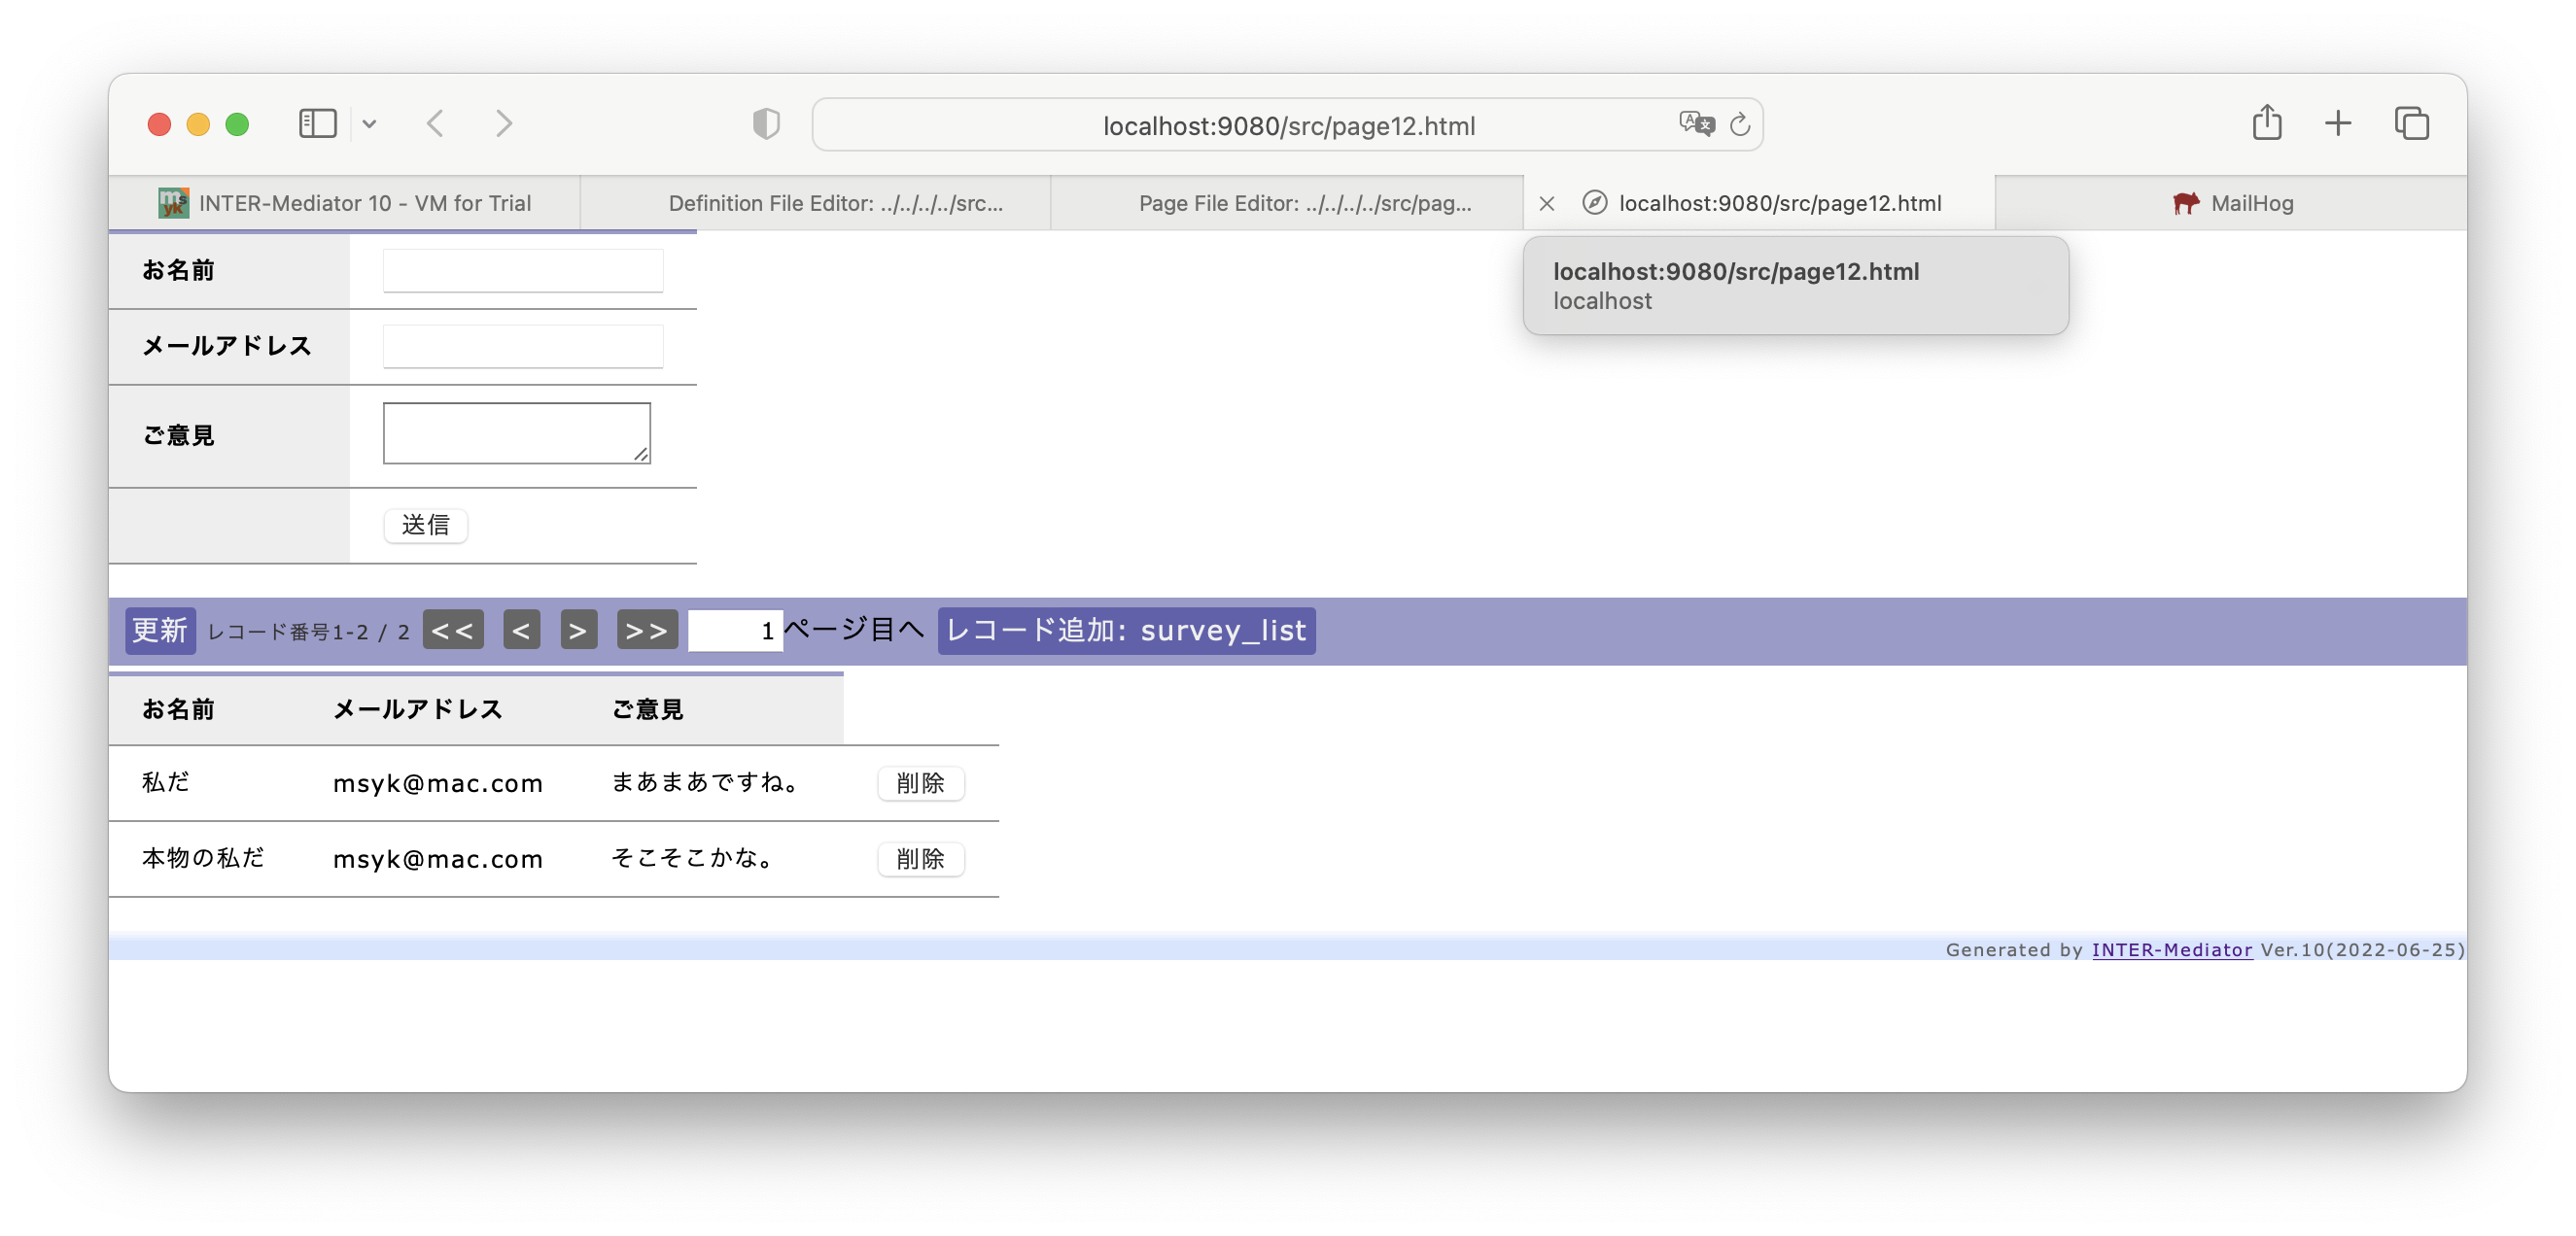 localhost:9080/src/page12.html
INTER-Mediator 10 - VM for Trial
Definition File Editor: ../../../../src...
Page File Editor: ../../../../src/pag...
localhost:9080/src/page12.html
MailHog
localhost:9080/src/page12.html
localhost
お名前
メールアドレス
ご意見
送信
更新 レコード番号1-2 / 2 << < > >> 1 ページ目へ レコード追加: survey_list
お名前 メールアドレス ご意見
私だ msyk@mac.com まあまあですね。 削除
本物の私だ msyk@mac.com そこそこかな。 削除
Generated by INTER-Mediator Ver.10(2022-06-25)